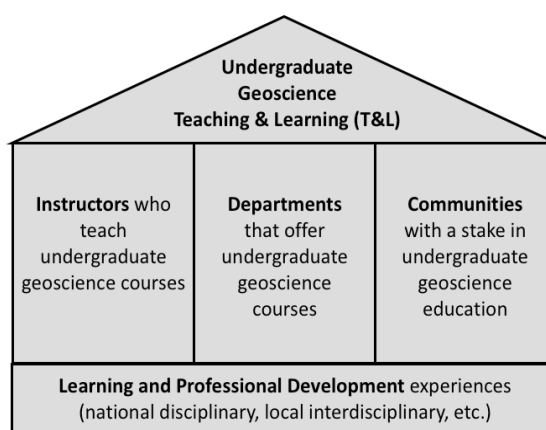 Undergraduate
Geoscience
Teaching & Learning (T&L)
Instructors who
teach
undergraduate
geoscience courses
Departments
that offer
undergraduate
geoscience
courses
Communities
with a stake in
undergraduate
geoscience
education
Learning and Professional Development experiences
(national disciplinary, local interdisciplinary, etc.)